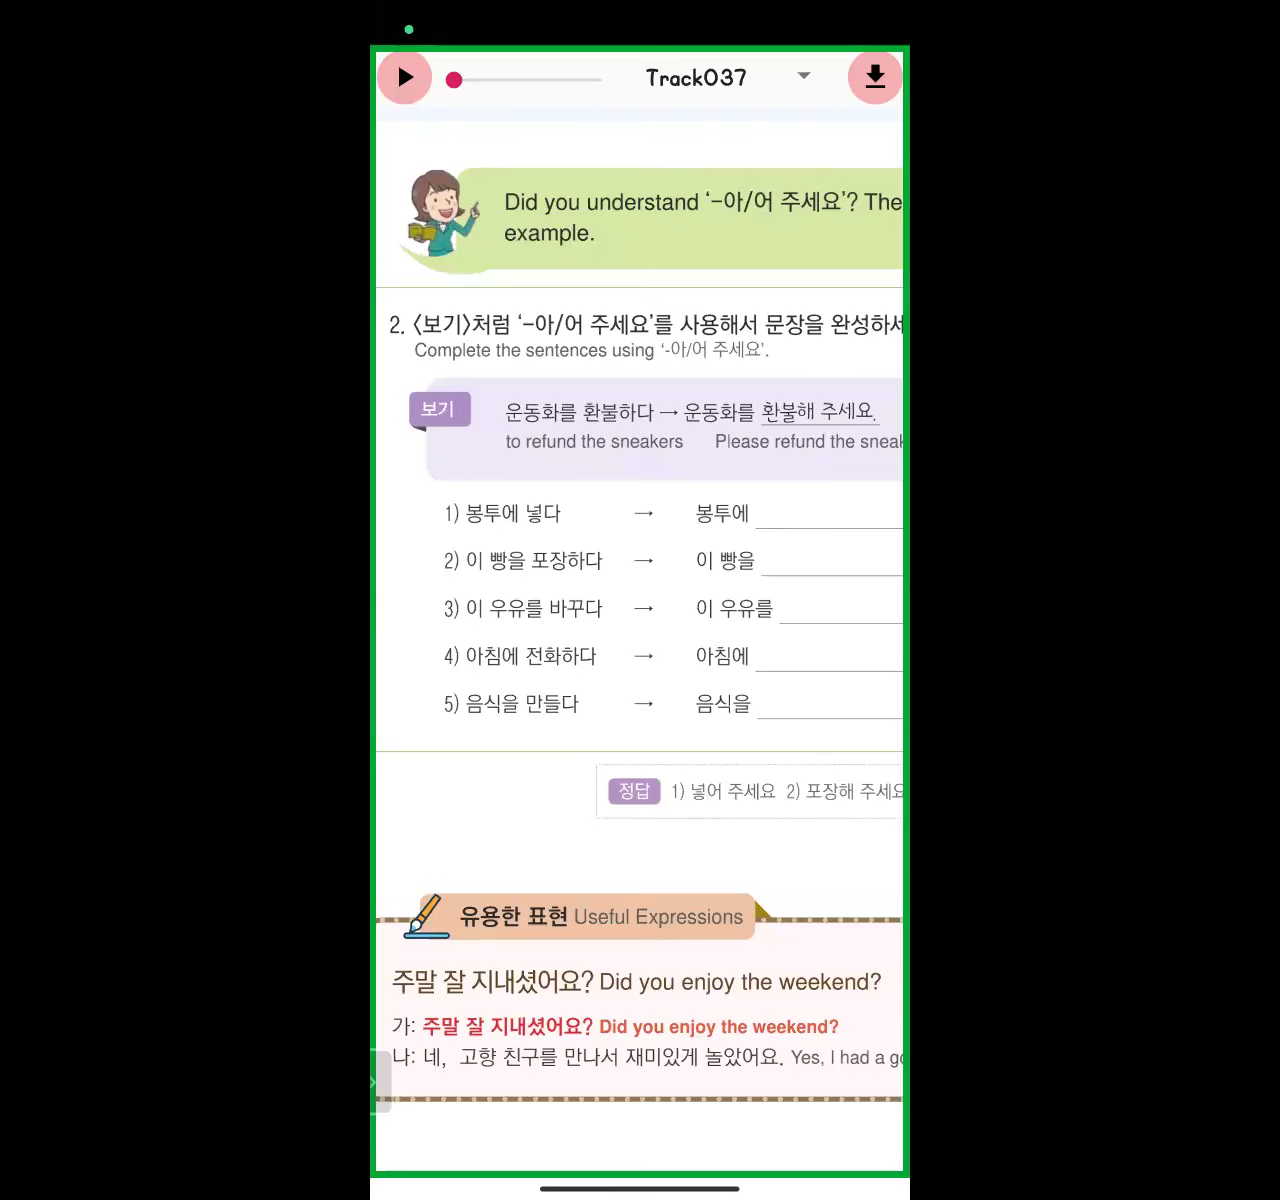 Track037
Did you understand ‘-아/어 주세요’? The
example.
2. 〈보기〉처럼 ‘-아/어 주세요’를 사용해서 문장을 완성하
Complete the sentences using ‘-아/어 주세요’.
보기 운동화를 환불하다 → 운동화를 환불해 주세요.
to refund the sneakers Please refund the
1) 봉투에 넣다 → 봉투에
2) 이 빵을 포장하다 → 이 빵을
3) 이 우유를 바꾸다 → 이 우유를
4) 아침에 전화하다 → 아침에
5) 음식을 만들다 → 음식을
정답 1) 넣어 주세요 2) 포장해 주세요
유용한 표현 Useful Expressions
주말 잘 지내셨어요? Did you enjoy the weekend?
가: 주말 잘 지내셨어요? Did you enjoy the weekend?
나: 네, 고향 친구를 만나서 재미있게 놀았어요. Yes, I had a